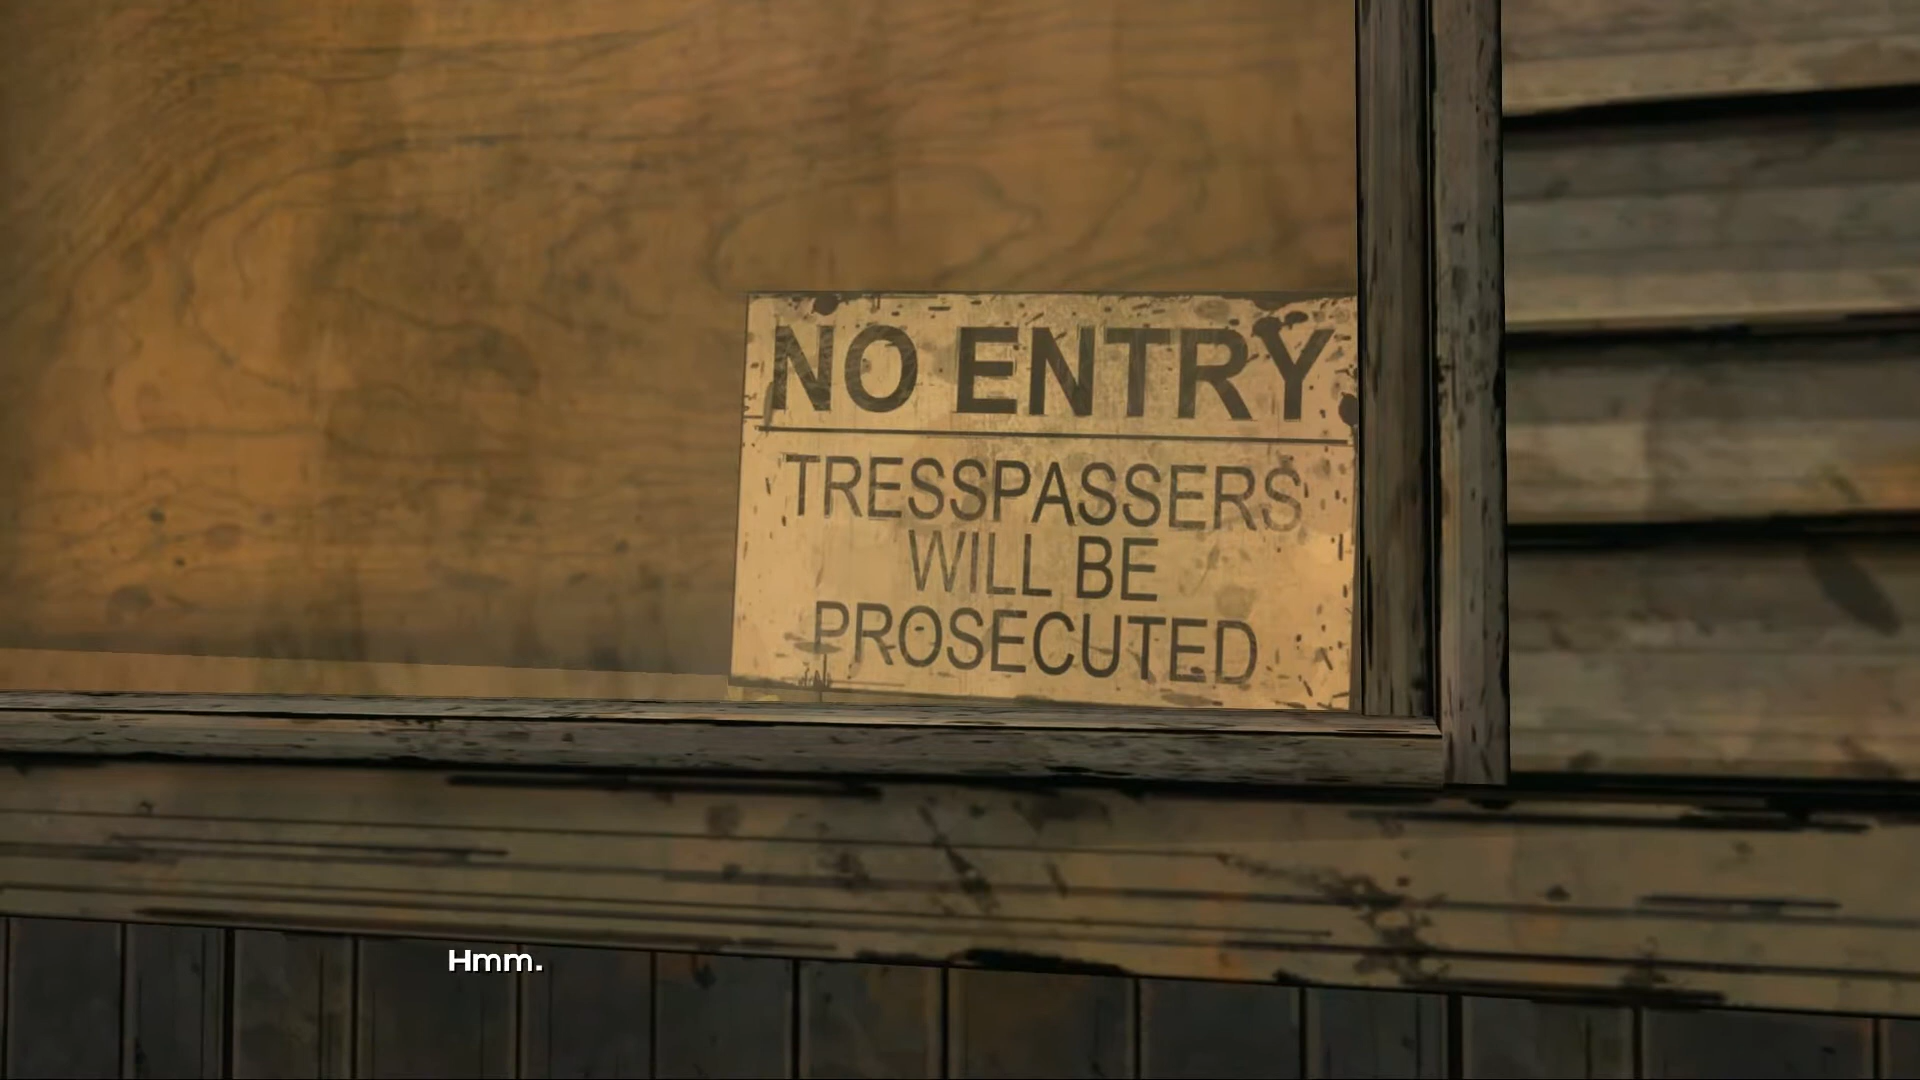 NO ENTRY
TRESSPASSERS
WILL BE
PROSECUTED
Hmm.